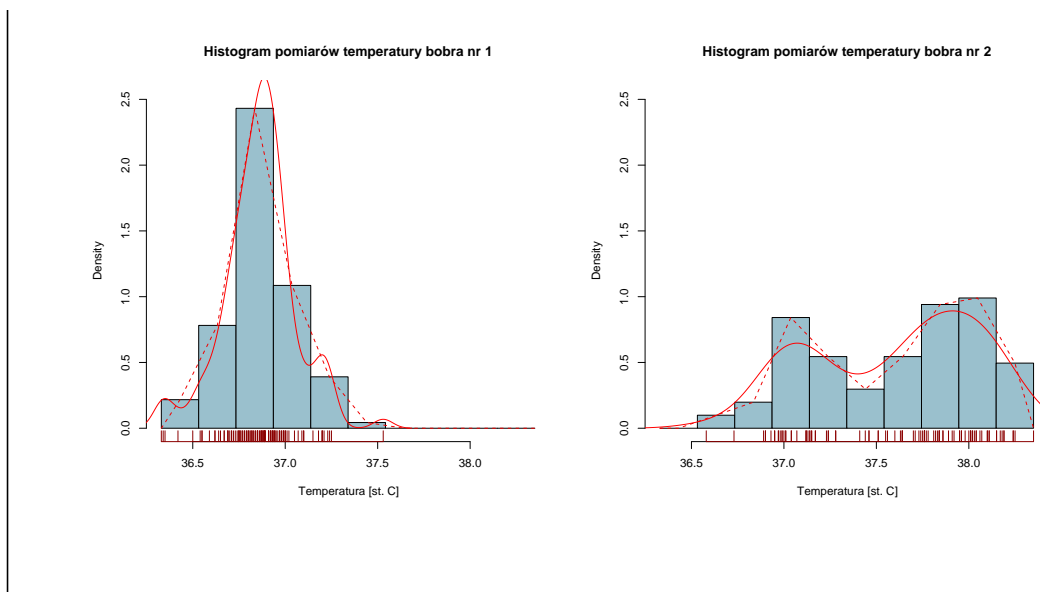 Histogram pomiarów temperatury bobra nr 1
Density
0.0
0.5
1.0
1.5
2.0
2.5
36.5 37.0 37.5 38.0
Temperatura [st. C]
Histogram pomiarów temperatury bobra nr 2
Density
0.0
0.5
1.0
1.5
2.0
2.5
36.5 37.0 37.5 38.0
Temperatura [st. C]